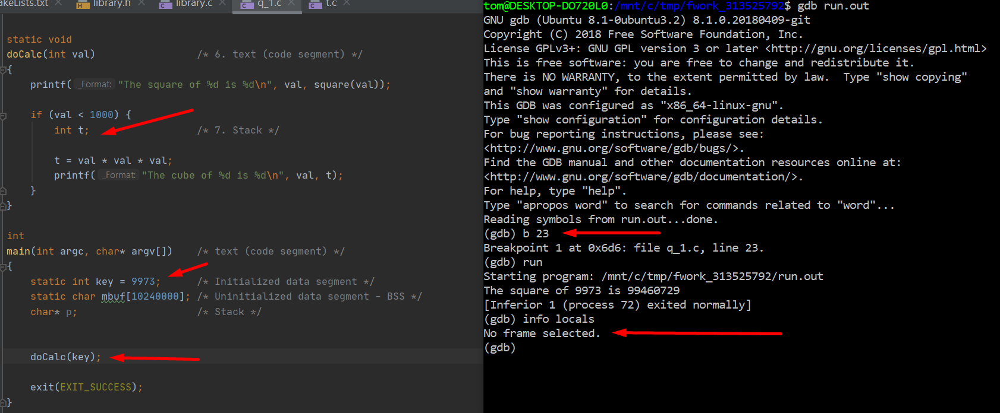 akeLists.txt library.h library.c q_1.c t.c
static void
doCalc(int val) /* 6. text (code segment) */
{
printf( _Format: "The square of %d is %d\n", val, square(val));
if (val < 1000) {
int t; /* 7. Stack */
t = val * val * val;
printf( _Format: "The cube of %d is %d\n", val, t);
}
}
int
main(int argc, char* argv[]) /* text (code segment) */
{
static int key = 9973; /* Initialized data segment */
static char mbuf[10240000]; /* Uninitialized data segment - BSS */
char* p; /* Stack */
doCalc(key);
exit(EXIT_SUCCESS);
}
tom@DESKTOP-DO720L0:/mnt/c/tmp/fwork_313525792$ gdb run.out
GNU gdb (Ubuntu 8.1-0ubuntu3.2) 8.1.0.20180409-git
Copyright (C) 2018 Free Software Foundation, Inc.
License GPLv3+: GNU GPL version 3 or later <http://gnu.org/licenses/gpl.html>
This is free software: you are free to change and redistribute it.
There is NO WARRANTY, to the extent permitted by law.  Type "show copying"
and "show warranty" for details.
This GDB was configured as "x86_64-linux-gnu".
Type "show configuration" for configuration details.
For bug reporting instructions, please see:
<http://www.gnu.org/software/gdb/bugs/>.
Find the GDB manual and other documentation resources online at:
<http://www.gnu.org/software/gdb/documentation/>.
For help, type "help".
Type "apropos word" to search for commands related to "word"...
Reading symbols from run.out...done.
(gdb) b 23
Breakpoint 1 at 0x6d6: file q_1.c, line 23.
(gdb) run
Starting program: /mnt/c/tmp/fwork_313525792/run.out
The square of 9973 is 99460729
[Inferior 1 (process 72) exited normally]
(gdb) info locals
No frame selected.
(gdb)